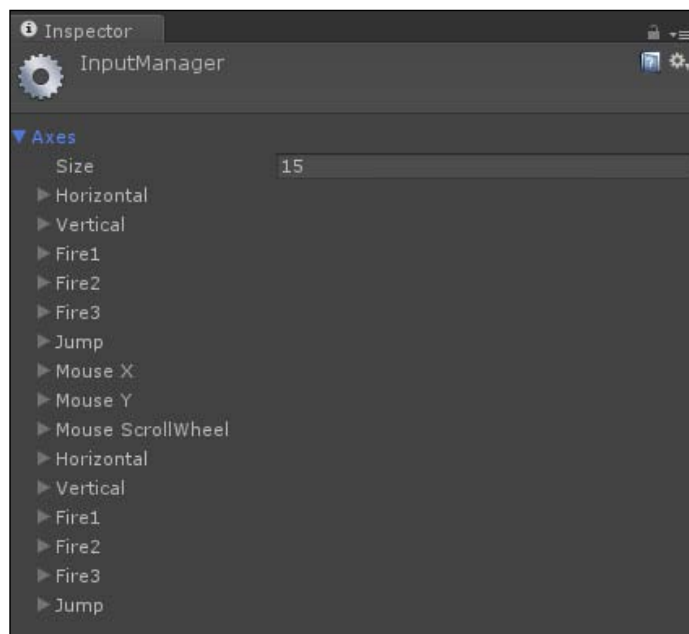 Inspector
InputManager
Axes
Size 15
Horizontal
Vertical
Fire1
Fire2
Fire3
Jump
Mouse X
Mouse Y
Mouse ScrollWheel
Horizontal
Vertical
Fire1
Fire2
Fire3
Jump